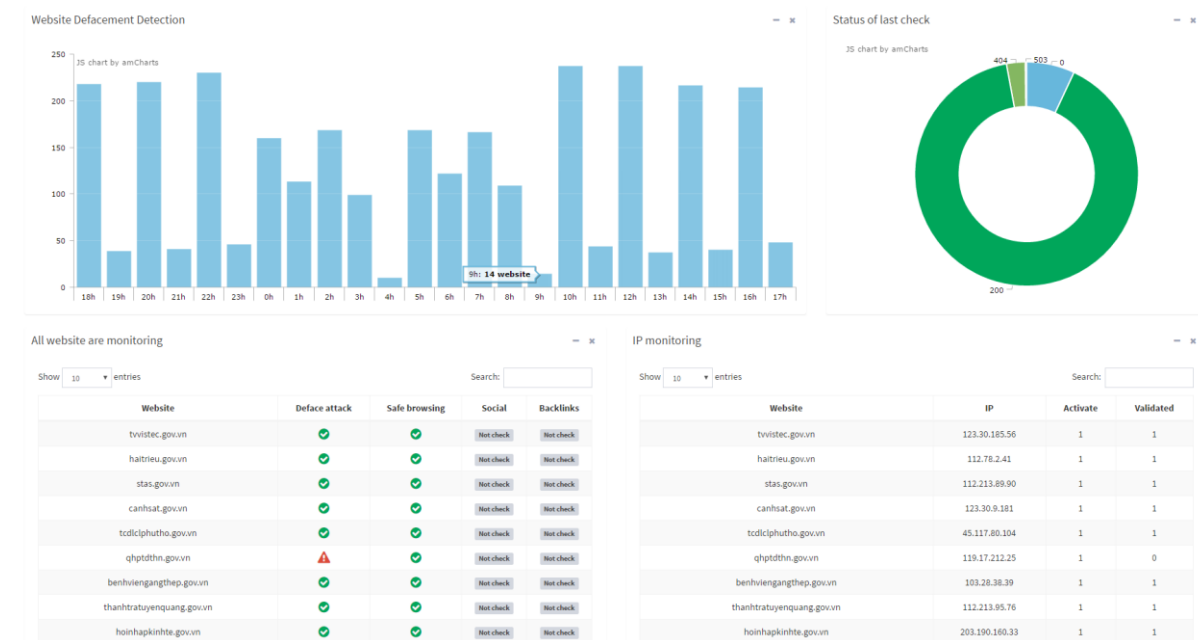 Website Defacement Detection
JS chart by amCharts
250
200
150
100
50
0
9h: 14 website
18h 19h 20h 21h 22h 23h 0h 1h 2h 3h 4h 5h 6h 7h 8h 9h 10h 11h 12h 13h 14h 15h 16h 17h
Status of last check
JS chart by amCharts
404 503 0
200
All website are monitoring
Show 10 entries Search:
Website Deface attack Safe browsing Social Backlinks
tvvistec.gov.vn Not check Not check
haitrieu.gov.vn Not check Not check
stas.gov.vn Not check Not check
canhsat.gov.vn Not check Not check
tcdlclphutho.gov.vn Not check Not check
qhptdthn.gov.vn Not check Not check
benhviengangthep.gov.vn Not check Not check
thanhtratuyenquang.gov.vn Not check Not check
hoinhapkinhte.gov.vn Not check Not check
IP monitoring
Show 10 entries Search:
Website IP Activate Validated
tvvistec.gov.vn 123.30.185.56 1 1
haitrieu.gov.vn 112.78.2.41 1 1
stas.gov.vn 112.213.89.90 1 1
canhsat.gov.vn 123.30.9.181 1 1
tcdlclphutho.gov.vn 45.117.80.104 1 1
qhptdthn.gov.vn 119.17.212.25 1 0
benhviengangthep.gov.vn 103.28.38.39 1 1
thanhtratuyenquang.gov.vn 112.213.95.76 1 1
hoinhapkinhte.gov.vn 203.190.160.33 1 1